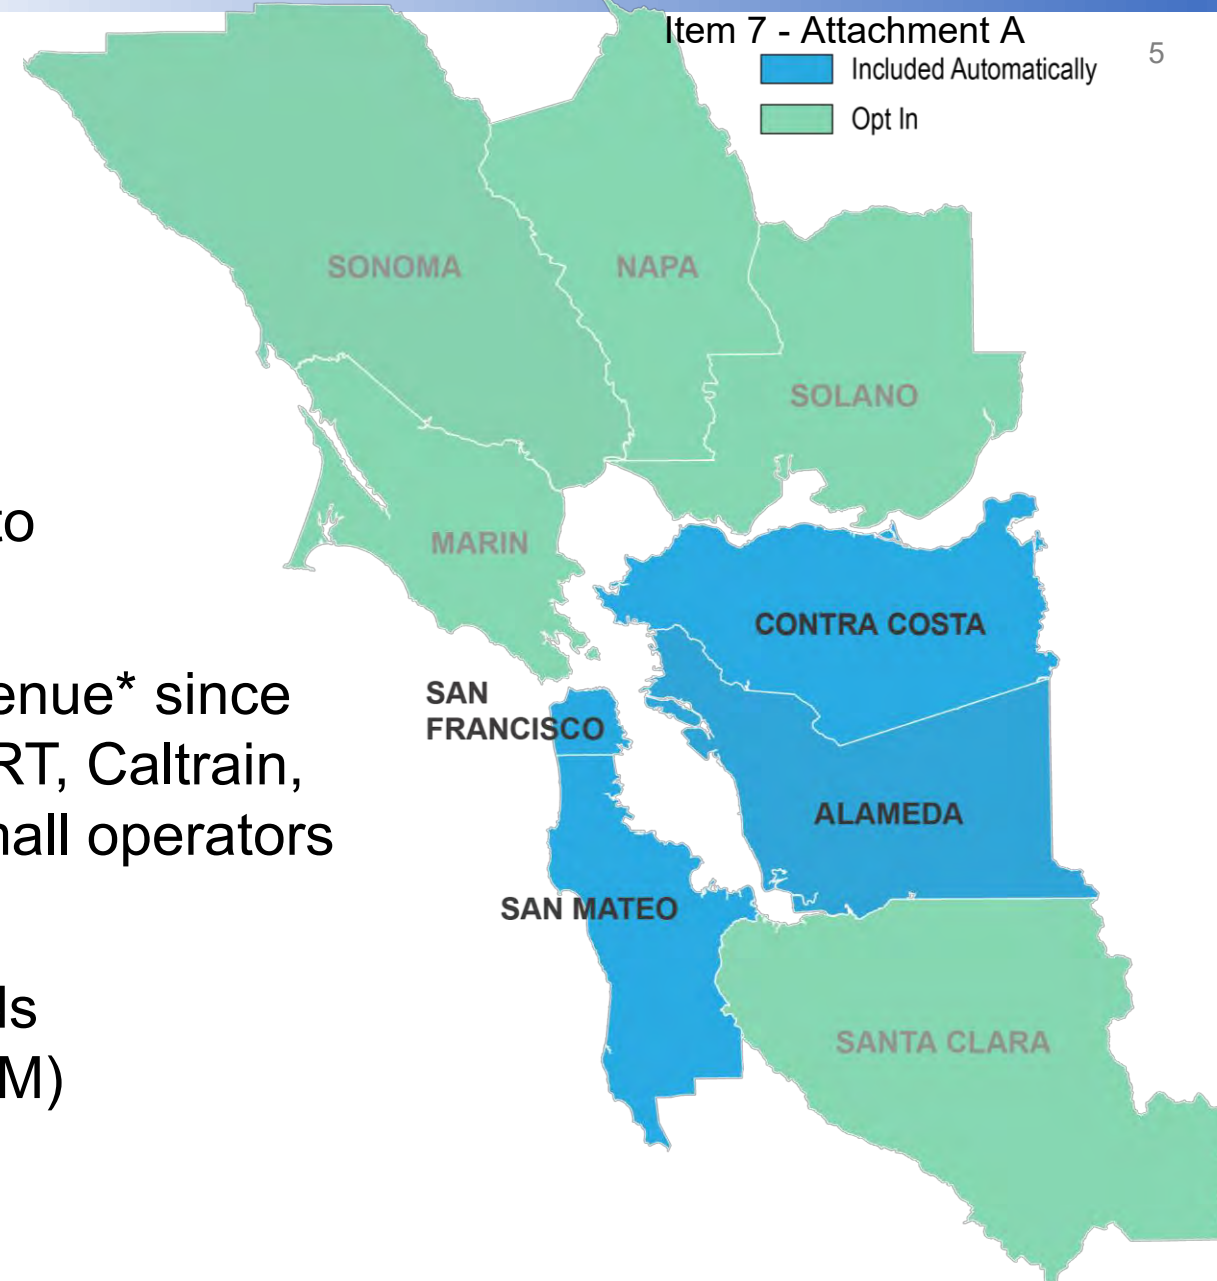 Item 7 - Attachment A
5
Included Automatically
Opt In
SONOMA
NAPA
SOLANO
to
MARIN
CONTRA COSTA
enue* since
SAN
FRANCISCO
RT, Caltrain,
ALAMEDA
nall operators
SAN MATEO
ls
SANTA CLARA
M)